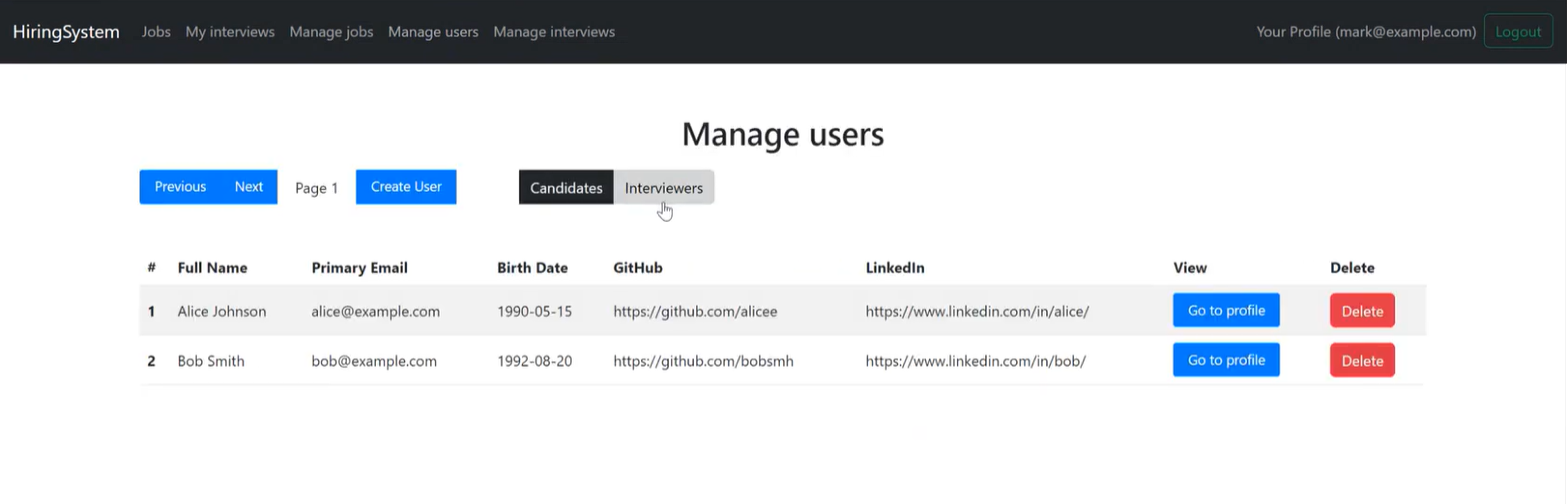 HiringSystem Jobs My interviews Manage jobs Manage users Manage interviews Your Profile (mark@example.com) Logout
Manage users
Previous Next Page 1 Create User Candidates Interviewers
# Full Name Primary Email Birth Date GitHub LinkedIn View Delete
1 Alice Johnson alice@example.com 1990-05-15 https://github.com/alicee https://www.linkedin.com/in/alice/ Go to profile Delete
2 Bob Smith bob@example.com 1992-08-20 https://github.com/bobsmh https://www.linkedin.com/in/bob/ Go to profile Delete